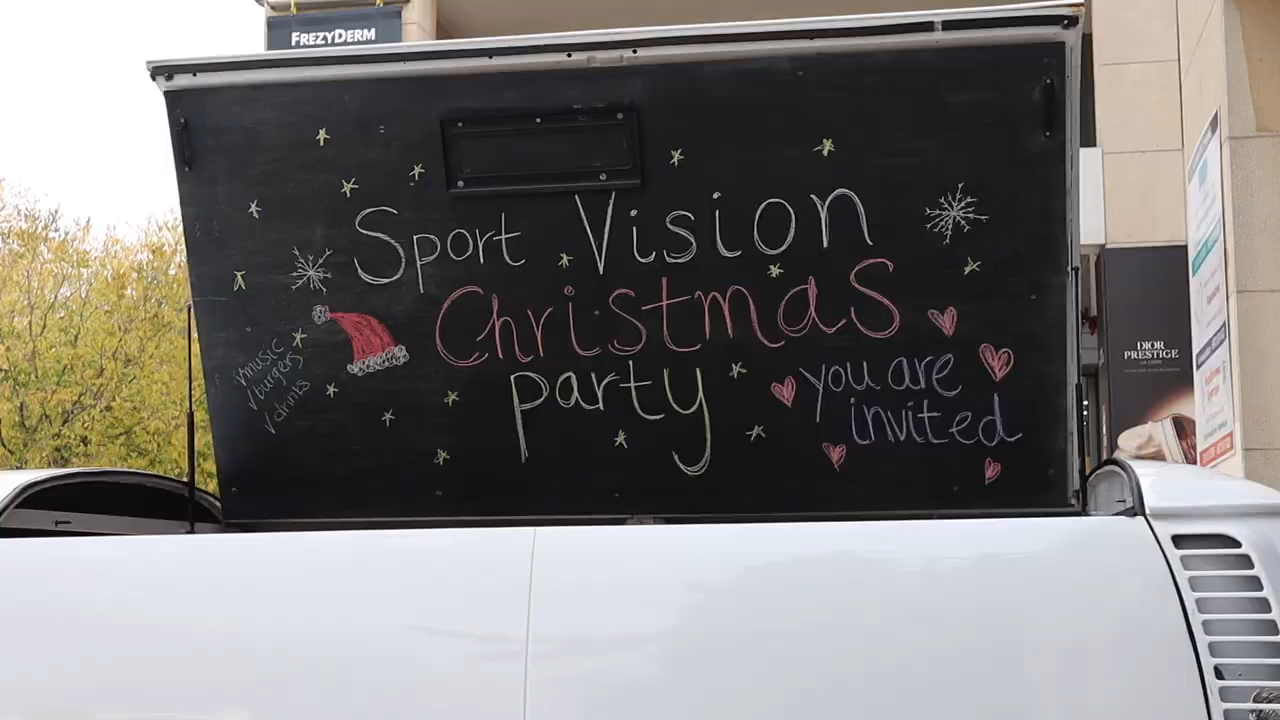 FREZYDERM
Sport Vision
Christmas
party
you are
invited
√music
√burgers
√drinks
DIOR
PRESTIGE